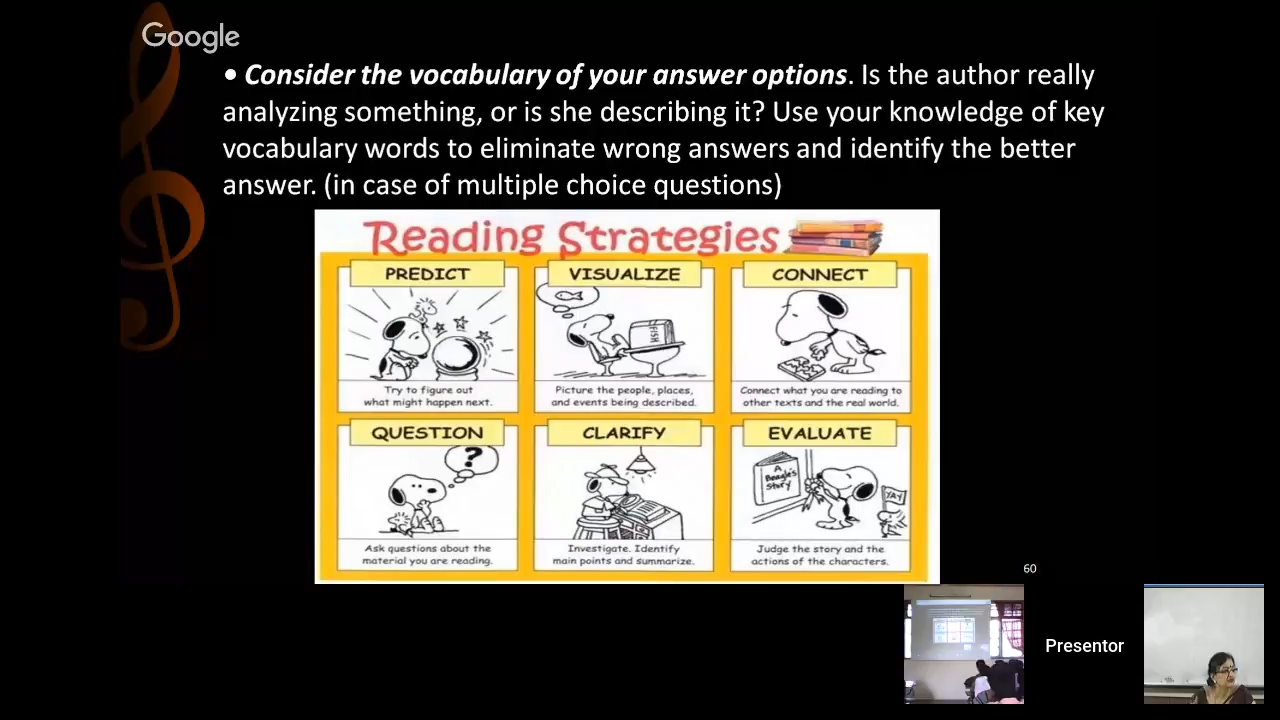 Google
• Consider the vocabulary of your answer options. Is the author really
analyzing something, or is she describing it? Use your knowledge of key
vocabulary words to eliminate wrong answers and identify the better
answer. (in case of multiple choice questions)
Reading Strategies
PREDICT
Try to figure out
what might happen next.
VISUALIZE
FISH
Picture the people, places,
and events being described.
CONNECT
Connect what you are reading to
other texts and the real world.
QUESTION
?
Ask questions about the
material you are reading.
CLARIFY
Investigate. Identify
main points and summarize.
EVALUATE
A
Beagle's
Story
YAY
Judge the story and the
actions of the characters.
60
Presentor